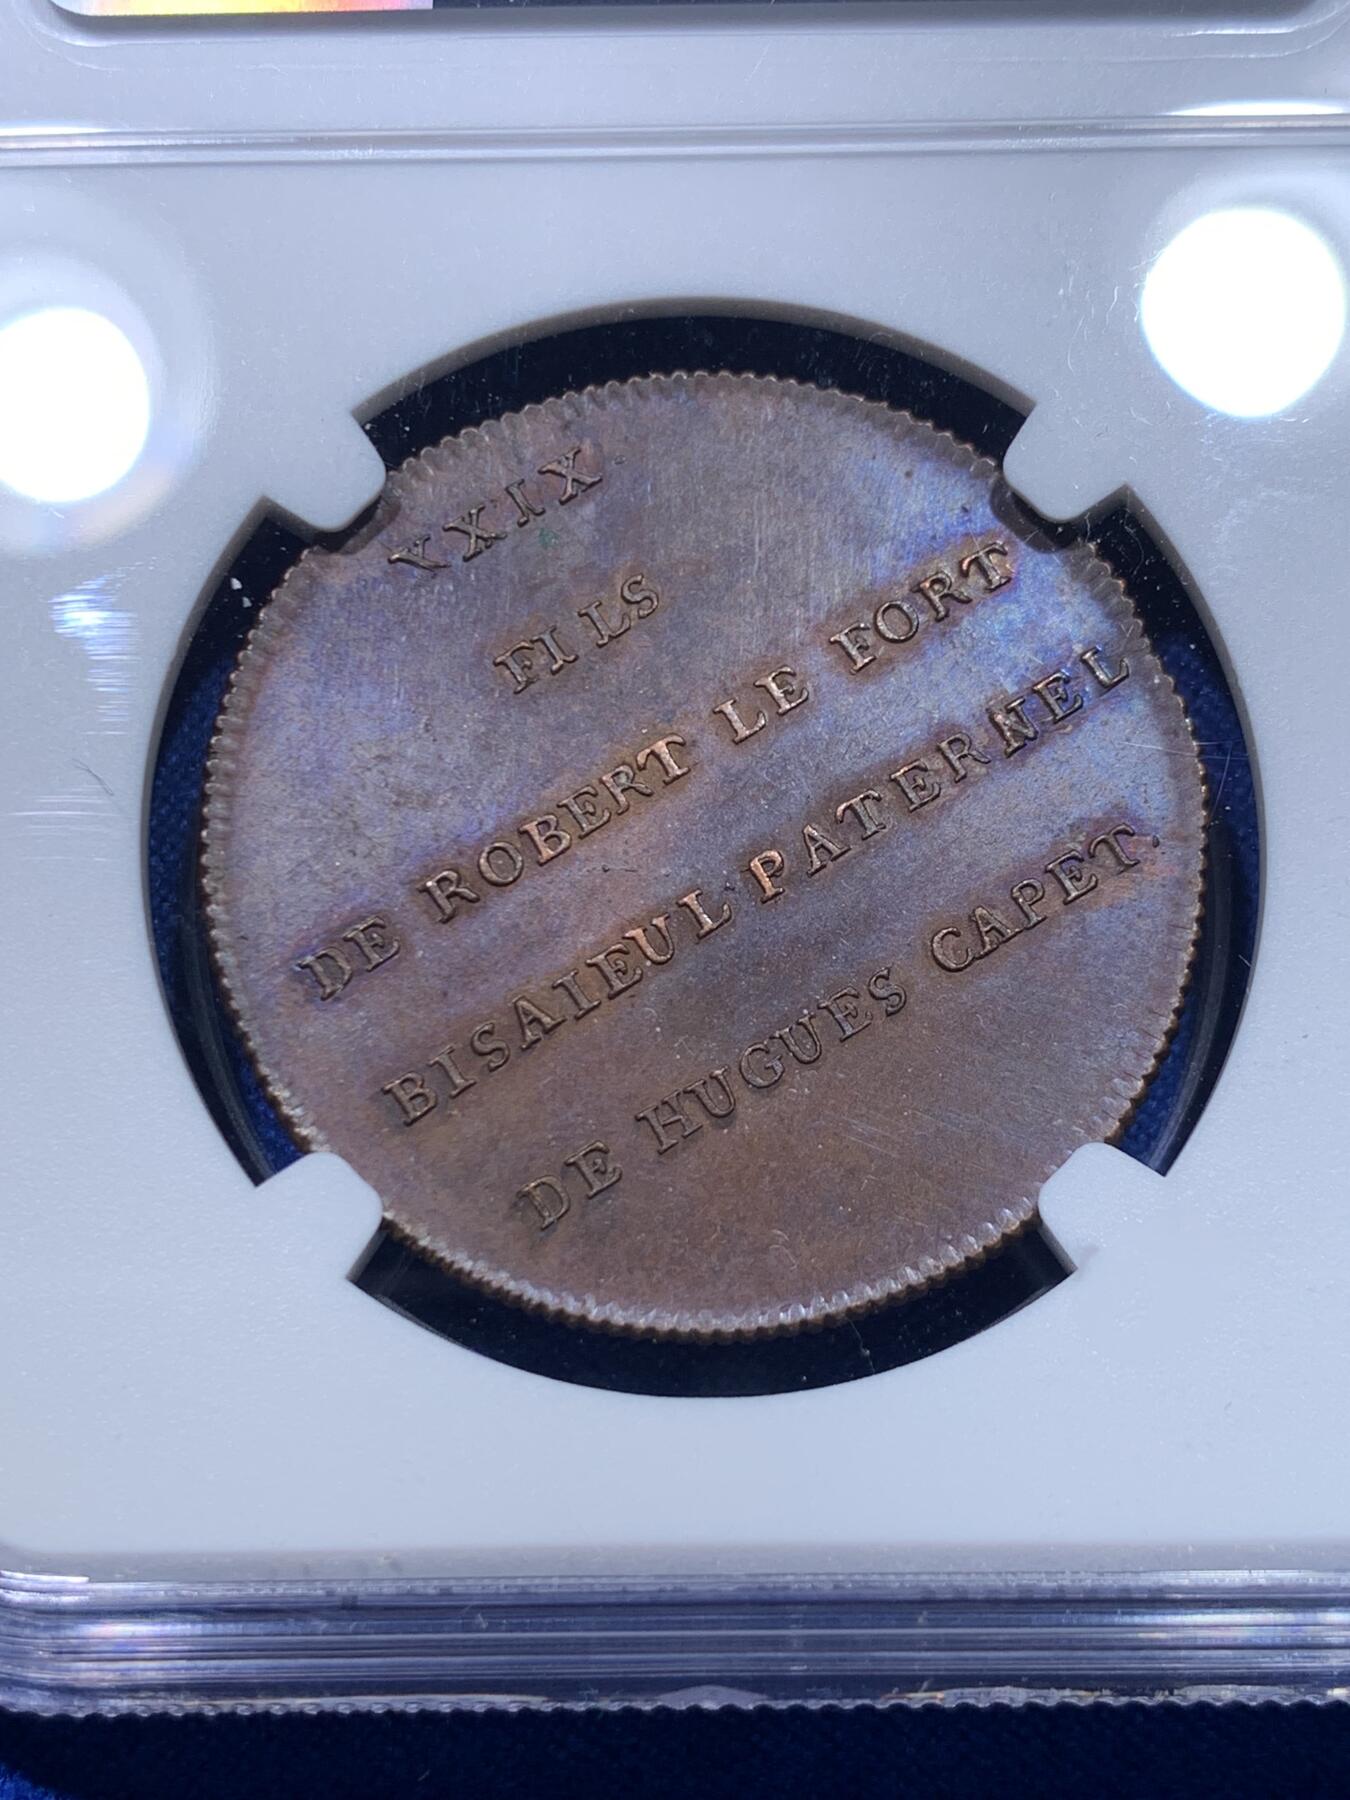 XXIX
FILS
DE ROBERT LE FORT
BISAIEUL PATERNEL
DE HUGUES CAPET.